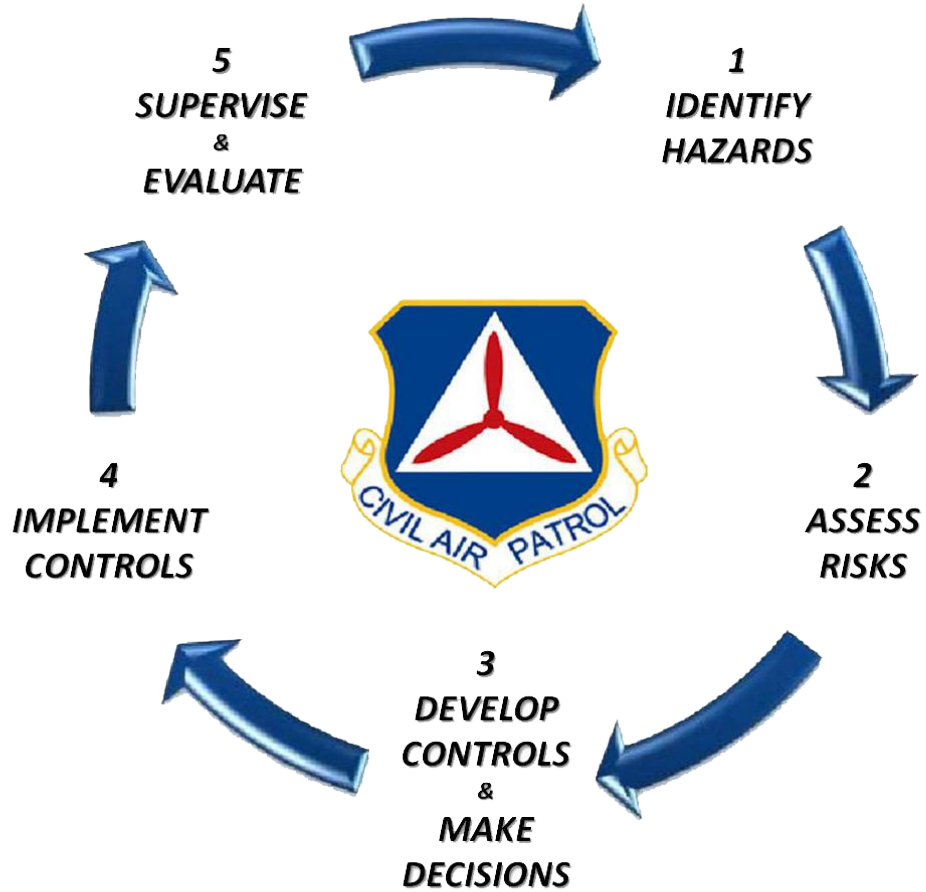 1
IDENTIFY
HAZARDS
2
ASSESS
RISKS
3
DEVELOP
CONTROLS
&
MAKE
DECISIONS
4
IMPLEMENT
CONTROLS
5
SUPERVISE
&
EVALUATE
CIVIL AIR PATROL